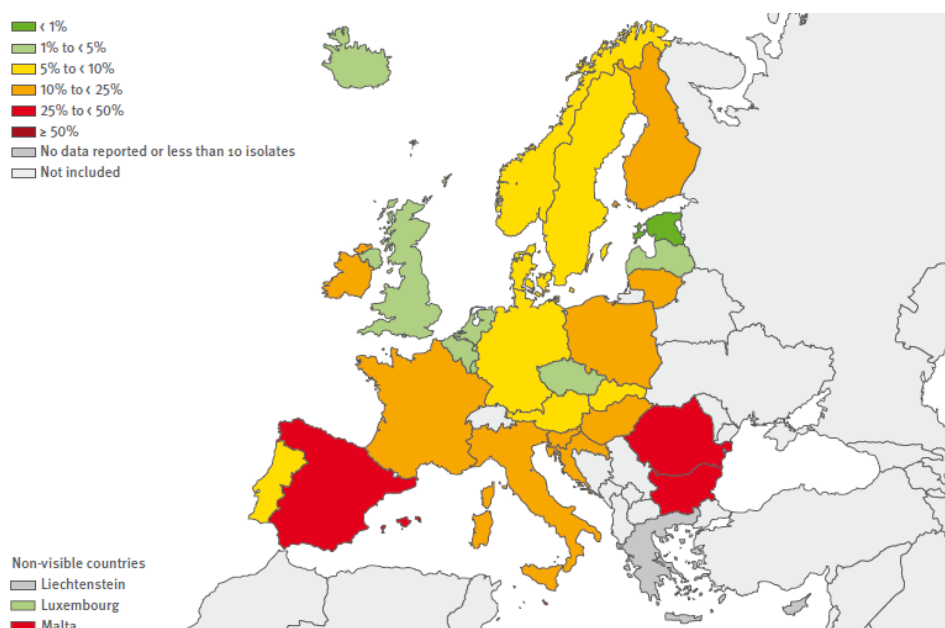 < 1%
1% to < 5%
5% to < 10%
10% to < 25%
25% to < 50%
≥ 50%
No data reported or less than 10 isolates
Not included
Non-visible countries
Liechtenstein
Luxembourg
Malta